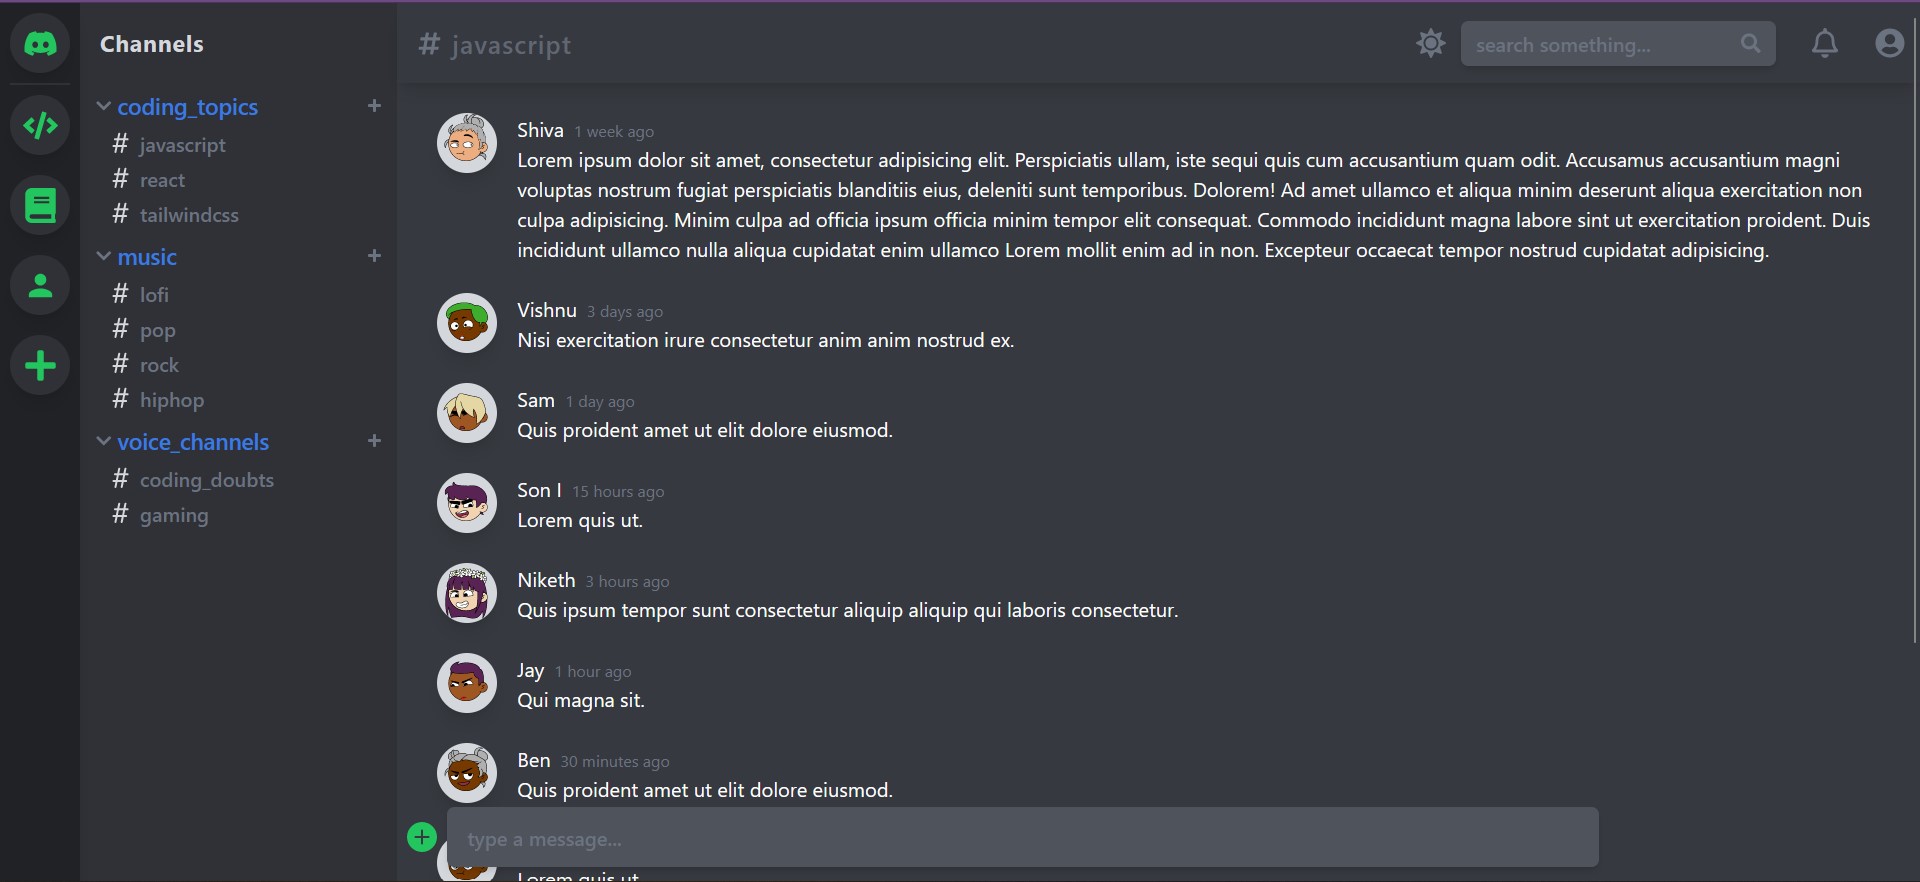 Channels
coding_topics
# javascript
# react
# tailwindcss
music
# lofi
# pop
# rock
# hiphop
voice_channels
# coding_doubts
# gaming
# javascript
search something...
Shiva 1 week ago
Lorem ipsum dolor sit amet, consectetur adipisicing elit. Perspiciatis ullam, iste sequi quis cum accusantium quam odit. Accusamus accusantium magni
voluptas nostrum fugiat perspiciatis blanditiis eius, deleniti sunt temporibus. Dolorem! Ad amet ullamco et aliqua minim deserunt aliqua exercitation non
culpa adipisicing. Minim culpa ad officia ipsum officia minim tempor elit consequat. Commodo incididunt magna labore sint ut exercitation proident. Duis
incididunt ullamco nulla aliqua cupidatat enim ullamco Lorem mollit enim ad in non. Excepteur occaecat tempor nostrud cupidatat adipisicing.
Vishnu 3 days ago
Nisi exercitation irure consectetur anim anim nostrud ex.
Sam 1 day ago
Quis proident amet ut elit dolore eiusmod.
Son I 15 hours ago
Lorem quis ut.
Niketh 3 hours ago
Quis ipsum tempor sunt consectetur aliquip aliquip qui laboris consectetur.
Jay 1 hour ago
Qui magna sit.
Ben 30 minutes ago
Quis proident amet ut elit dolore eiusmod.
type a message...
Lorem quis ut.